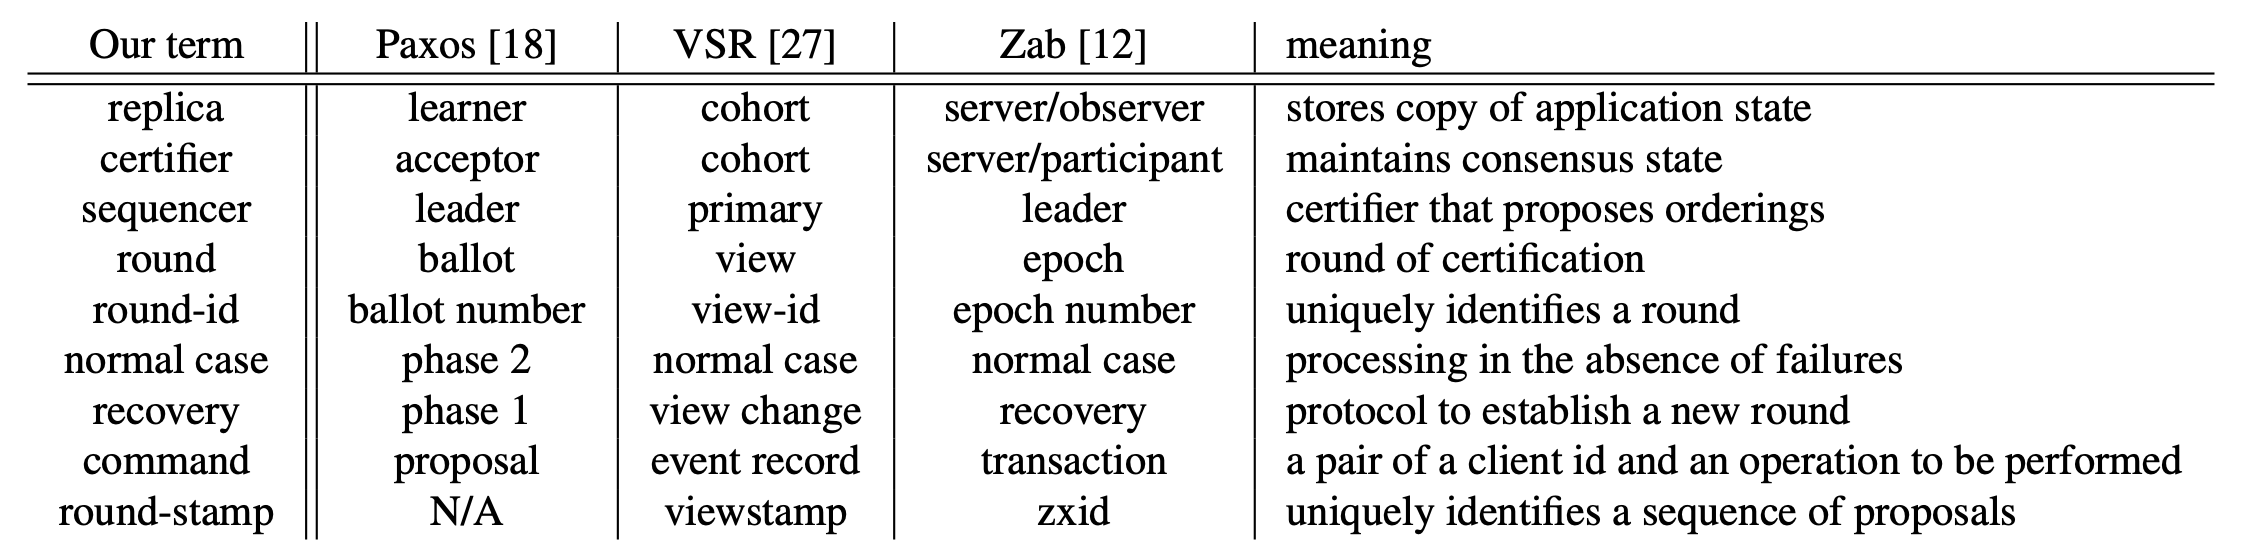 Our term Paxos [18] VSR [27] Zab [12] meaning
replica learner cohort server/observer stores copy of application state
certifier acceptor cohort server/participant maintains consensus state
sequencer leader primary leader certifier that proposes orderings
round ballot view epoch round of certification
round-id ballot number view-id epoch number uniquely identifies a round
normal case phase 2 normal case normal case processing in the absence of failures
recovery phase 1 view change recovery protocol to establish a new round
command proposal event record transaction a pair of a client id and an operation to be performed
round-stamp N/A viewstamp zxid uniquely identifies a sequence of proposals